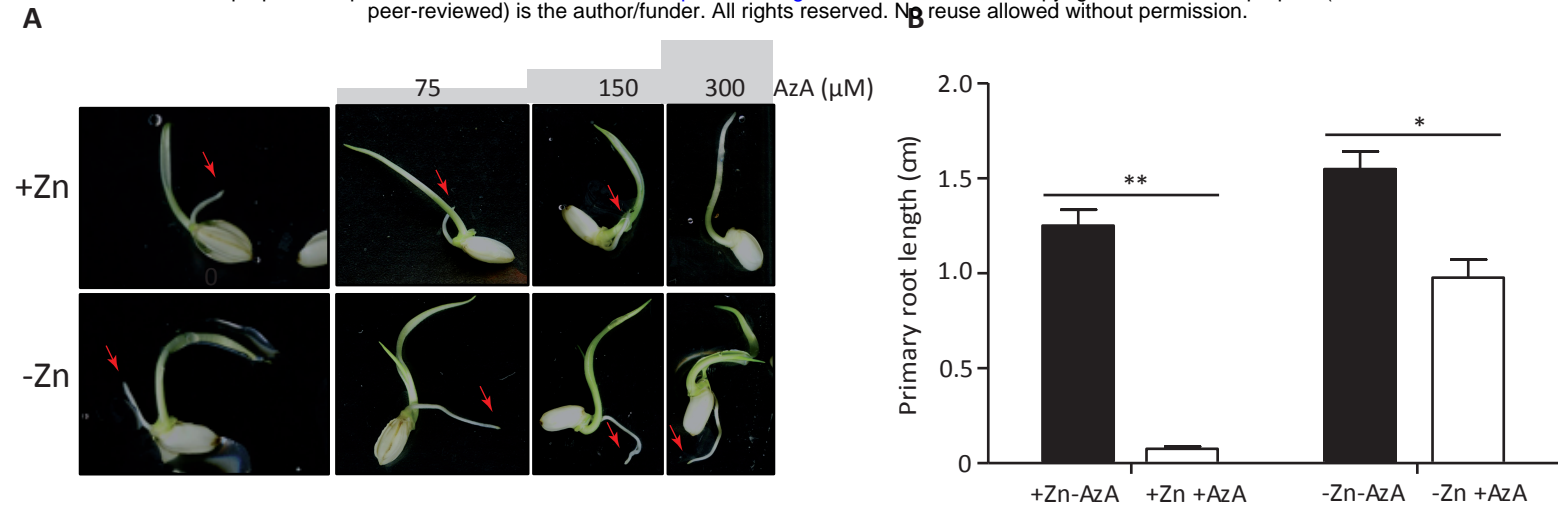 peer-reviewed) is the author/funder. All rights reserved. No reuse allowed without permission.
A
B
75 150 300 AzA (µM)
+Zn
0
-Zn
Primary root length (cm)
2.0
1.5
1.0
0.5
0
**
*
+Zn-AzA +Zn +AzA -Zn-AzA -Zn +AzA